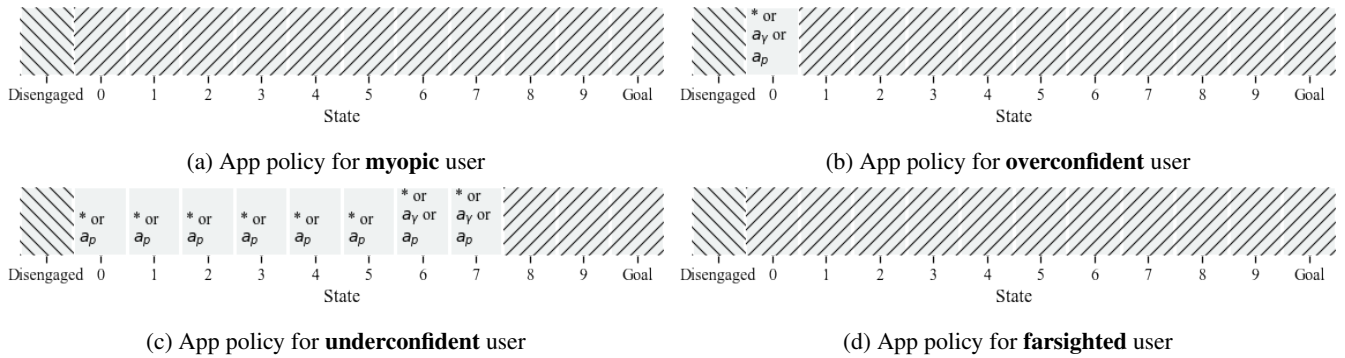 Disengaged 0 1 2 3 4 5 6 7 8 9 Goal
State
(a) App policy for myopic user
* or
aγ or
aₚ
Disengaged 0 1 2 3 4 5 6 7 8 9 Goal
State
(b) App policy for overconfident user
* or * or
* or * or * or * or * or * or aγ or aγ or
aₚ aₚ aₚ aₚ aₚ aₚ aₚ aₚ
Disengaged 0 1 2 3 4 5 6 7 8 9 Goal
State
(c) App policy for underconfident user
Disengaged 0 1 2 3 4 5 6 7 8 9 Goal
State
(d) App policy for farsighted user